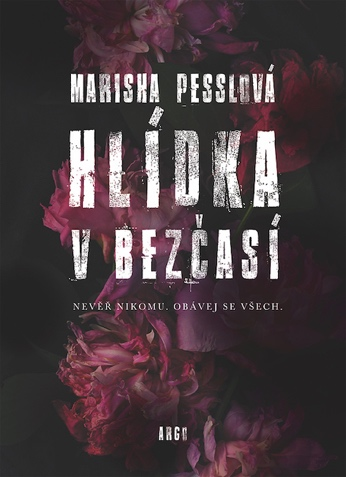 MARISHA PESSLOVÁ
HLÍDKA
V BEZČASÍ
NEVĚŘ NIKOMU. OBÁVEJ SE VŠECH.
ARGO